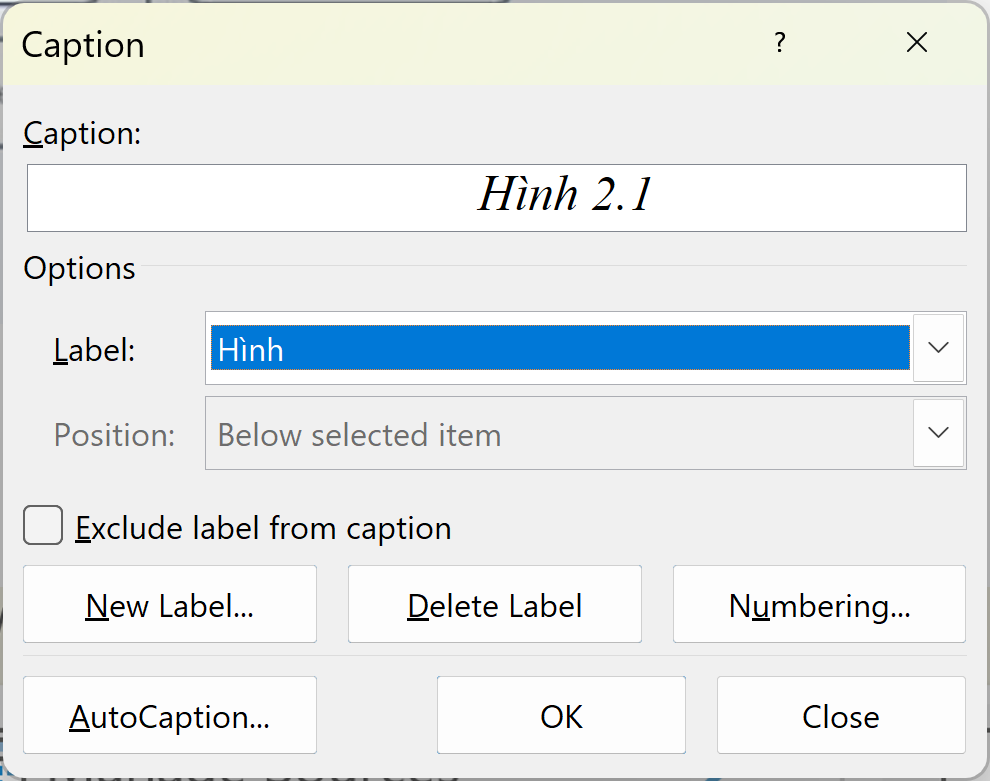 Caption ?
Caption:
Hình 2.1
Options
Label: Hình
Position: Below selected item
Exclude label from caption
New Label... Delete Label Numbering...
AutoCaption... OK Close